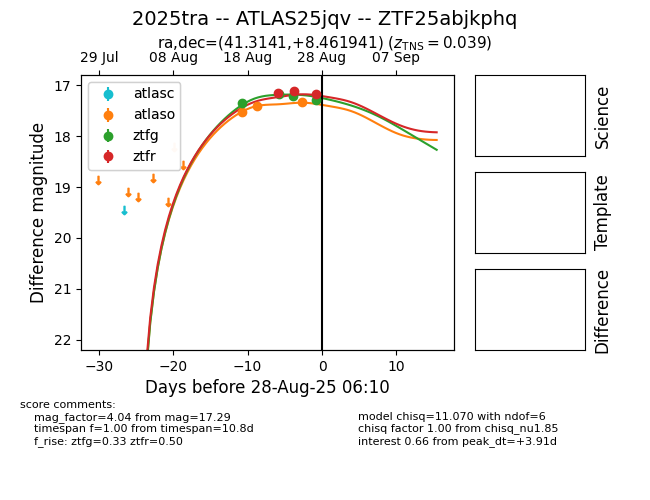 2025tra -- ATLAS25jqv -- ZTF25abjkphq
ra,dec=(41.3141,+8.461941) (zTNS = 0.039)
29 Jul 08 Aug 18 Aug 28 Aug 07 Sep
atlasc
atlaso
ztfg
ztfr
17
18
19
20
21
22
Difference magnitude
−30 −20 −10 0 10
Days before 28-Aug-25 06:10
Science
Template
Difference
score comments:
mag_factor=4.04 from mag=17.29
timespan f=1.00 from timespan=10.8d
f_rise: ztfg=0.33 ztfr=0.50
model chisq=11.070 with ndof=6
chisq factor 1.00 from chisq_nu1.85
interest 0.66 from peak_dt=+3.91d